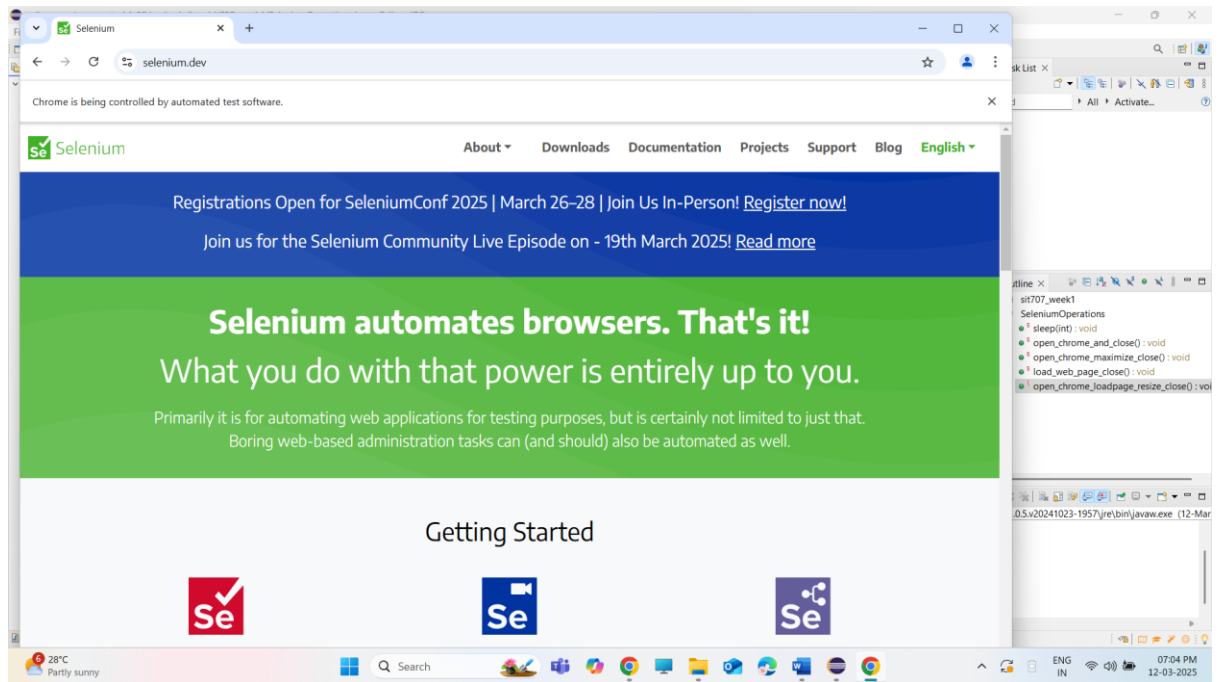 Selenium
selenium.dev
Chrome is being controlled by automated test software.
Se Selenium
About Downloads Documentation Projects Support Blog English
Registrations Open for SeleniumConf 2025 | March 26–28 | Join Us In-Person! Register now!
Join us for the Selenium Community Live Episode on - 19th March 2025! Read more
Selenium automates browsers. That's it!
What you do with that power is entirely up to you.
Primarily it is for automating web applications for testing purposes, but is certainly not limited to just that.
Boring web-based administration tasks can (and should) also be automated as well.
Getting Started
Se Se Se
sk List
All Activate...
utline
sit707_week1
SeleniumOperations
sleep(int) : void
open_chrome_and_close() : void
open_chrome_maximize_close() : void
load_web_page_close() : void
open_chrome_loadpage_resize_close() : voi
.0.5.v20241023-1957\jre\bin\javaw.exe (12-Mar
6
28°C
Partly sunny
Search
ENG
IN
07:04 PM
12-03-2025